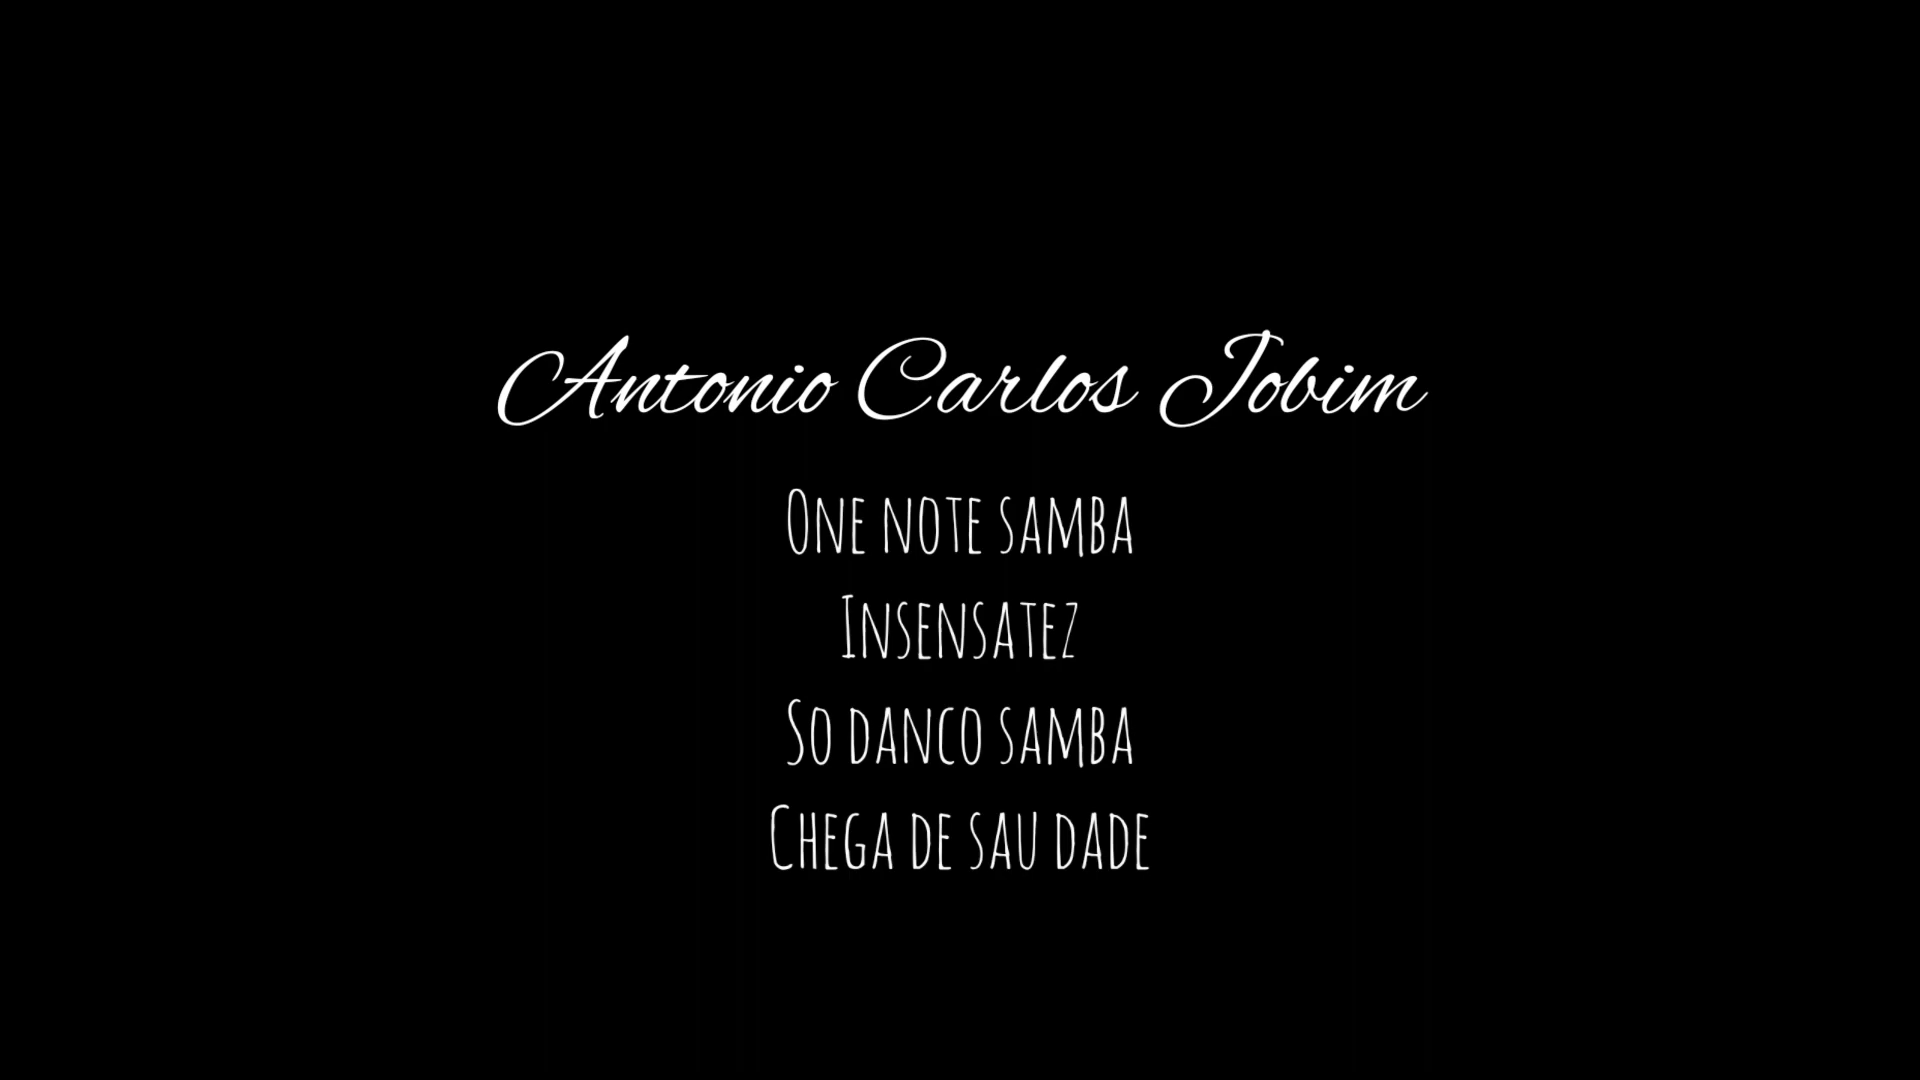 Antonio Carlos Jobim
One note samba
Insensatez
So danco samba
Chega de sau dade